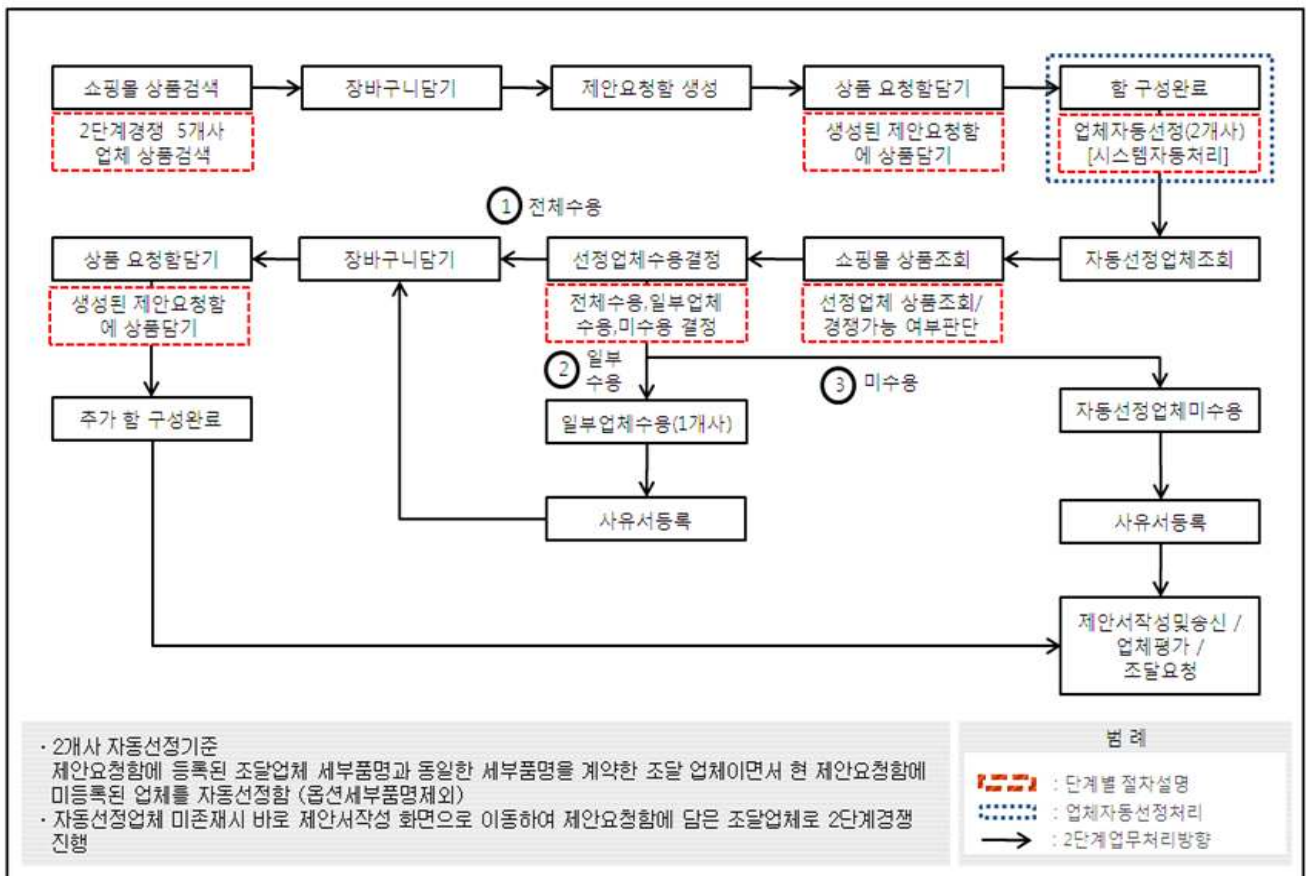 쇼핑몰 상품검색
장바구니담기
제안요청함 생성
상품 요청함담기
함 구성완료
2단계경쟁 5개사
업체 상품검색
생성된 제안요청함
에 상품담기
업체자동선정(2개사)
[시스템자동처리]
1 전체수용
상품 요청함담기
장바구니담기
선정업체수용결정
쇼핑몰 상품조회
자동선정업체조회
생성된 제안요청함
에 상품담기
전체수용,일부업체
수용,미수용 결정
선정업체 상품조회/
경쟁가능 여부판단
2 일부
수용
3 미수용
추가 함 구성완료
일부업체수용(1개사)
자동선정업체미수용
사유서등록
사유서등록
제안서작성및송신 /
업체평가 /
조달요청
· 2개사 자동선정기준
제안요청함에 등록된 조달업체 세부품명과 동일한 세부품명을 계약한 조달 업체이면서 현 제안요청함에
미등록된 업체를 자동선정함 (옵션세부품명제외)
· 자동선정업체 미존재시 바로 제안서작성 화면으로 이동하여 제안요청함에 담은 조달업체로 2단계경쟁
진행
범 례
: 단계별 절차설명
: 업체자동선정처리
: 2단계업무처리방향